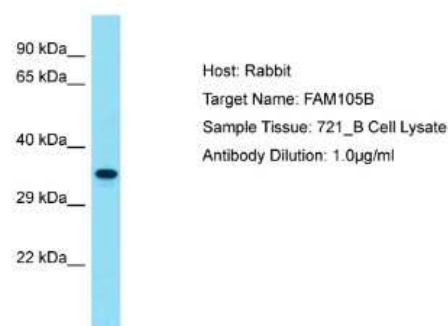 90 kDa
65 kDa
40 kDa
29 kDa
22 kDa
Host: Rabbit
Target Name: FAM105B
Sample Tissue: 721_B Cell Lysate
Antibody Dilution: 1.0µg/ml